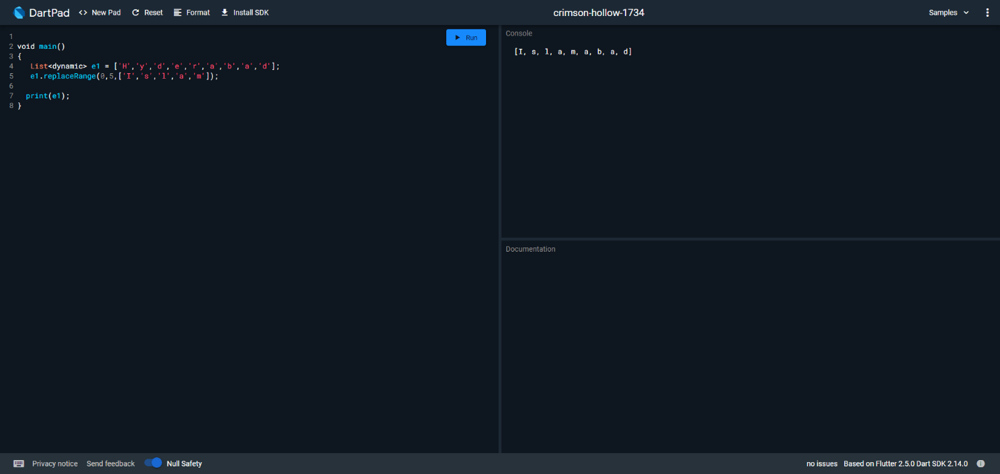 DartPad <> New Pad Reset Format Install SDK crimson-hollow-1734 Samples
Run
1
2 void main()
3 {
4 List<dynamic> e1 = ['H','y','d','e','r','a','b','a','d'];
5 e1.replaceRange(0,5,['I','s','l','a','m']);
6
7 print(e1);
8 }
Console
[I, s, l, a, m, a, b, a, d]
Documentation
Privacy notice Send feedback Null Safety no issues Based on Flutter 2.5.0 Dart SDK 2.14.0 i